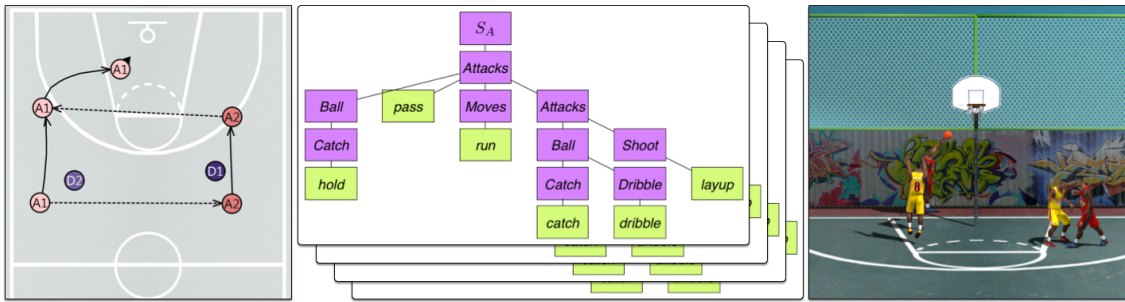 A1
A1
A2
D2
D1
A1
A2
S_A
Attacks
Ball
pass
Moves
Attacks
Catch
run
Ball
Shoot
hold
Catch
Dribble
layup
catch
dribble
8